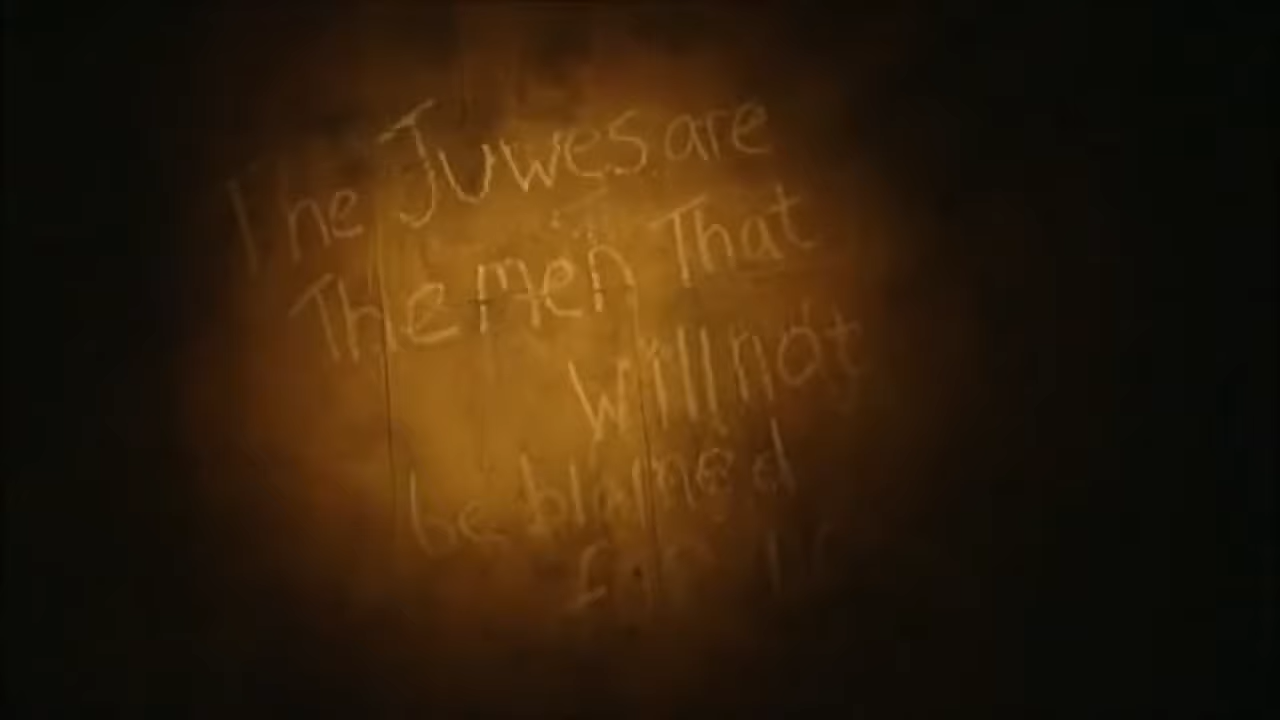 The Juwes are
The men That
will not
be blamed